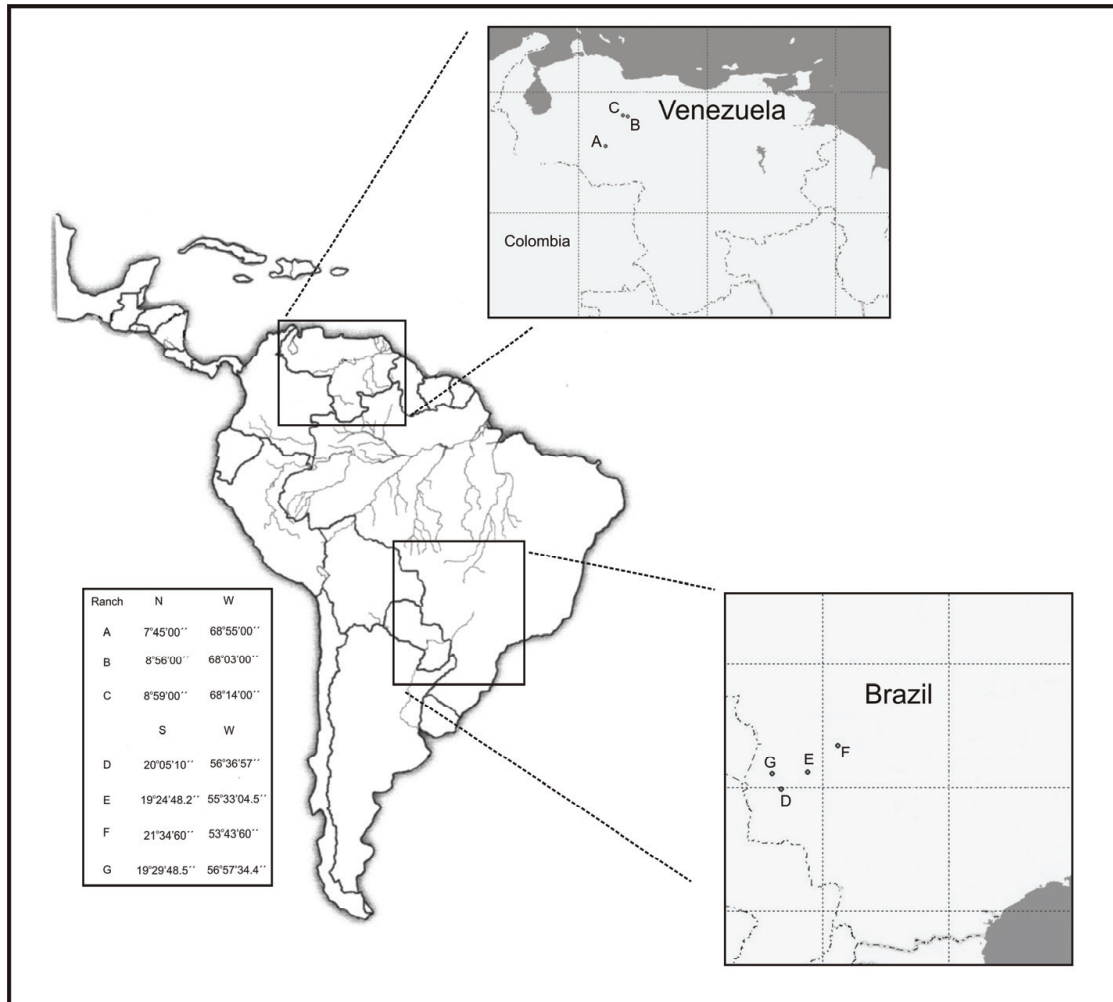 Venezuela
C
B
A
Colombia
Ranch N W
A 7°45'00´´ 68°55'00´´
B 8°56'00´´ 68°03'00´´
C 8°59'00´´ 68°14'00´´
S W
D 20°05'10´´ 56°36'57´´
E 19°24'48.2´´ 55°33'04.5´´
F 21°34'60´´ 53°43'60´´
G 19°29'48.5´´ 56°57'34.4´´
Brazil
F
G E
D